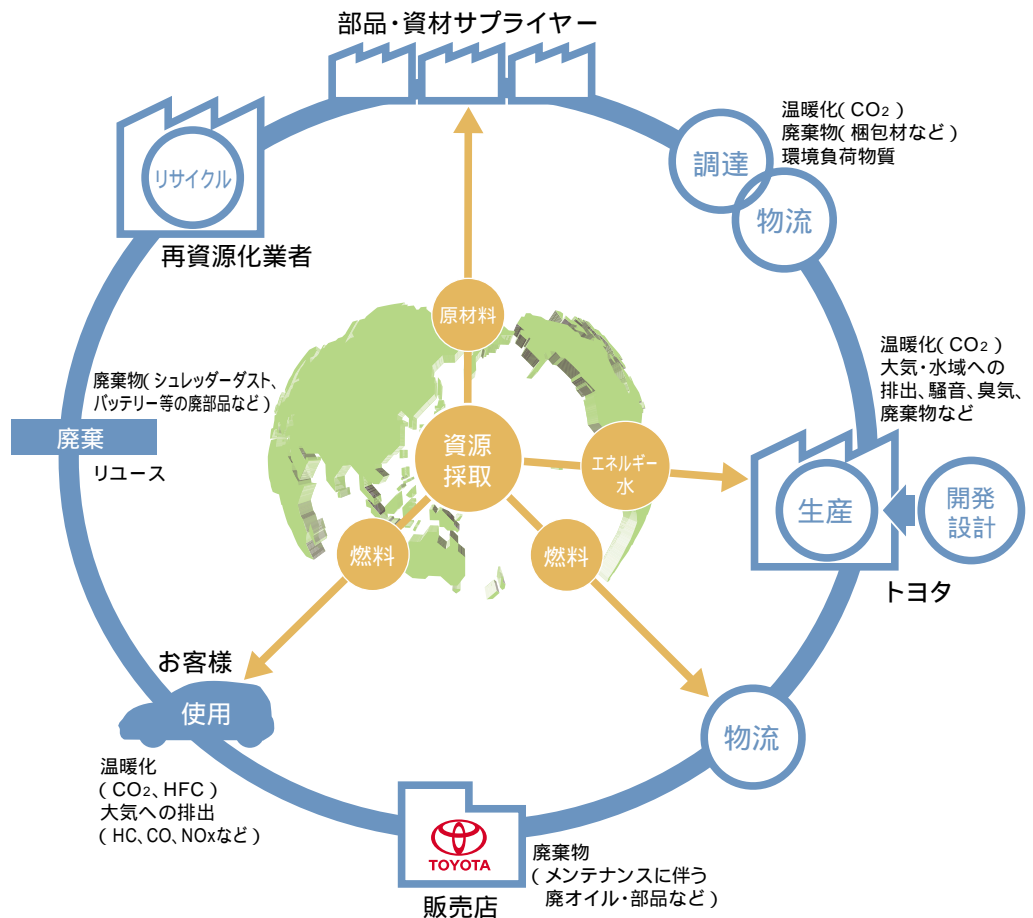 部品・資材サプライヤー
温暖化(CO₂)
廃棄物(梱包材など)
環境負荷物質
調達
物流
リサイクル
再資源化業者
原材料
温暖化(CO₂)
大気・水域への
排出、騒音、臭気、
廃棄物など
廃棄物(シュレッダーダスト、
バッテリー等の廃部品など)
廃棄
リユース
資源
採取
エネルギー
水
生産
開発
設計
トヨタ
燃料
燃料
お客様
使用
物流
温暖化
(CO₂、HFC)
大気への排出
(HC、CO、NOxなど)
TOYOTA
販売店
廃棄物
(メンテナンスに伴う
廃オイル・部品など)